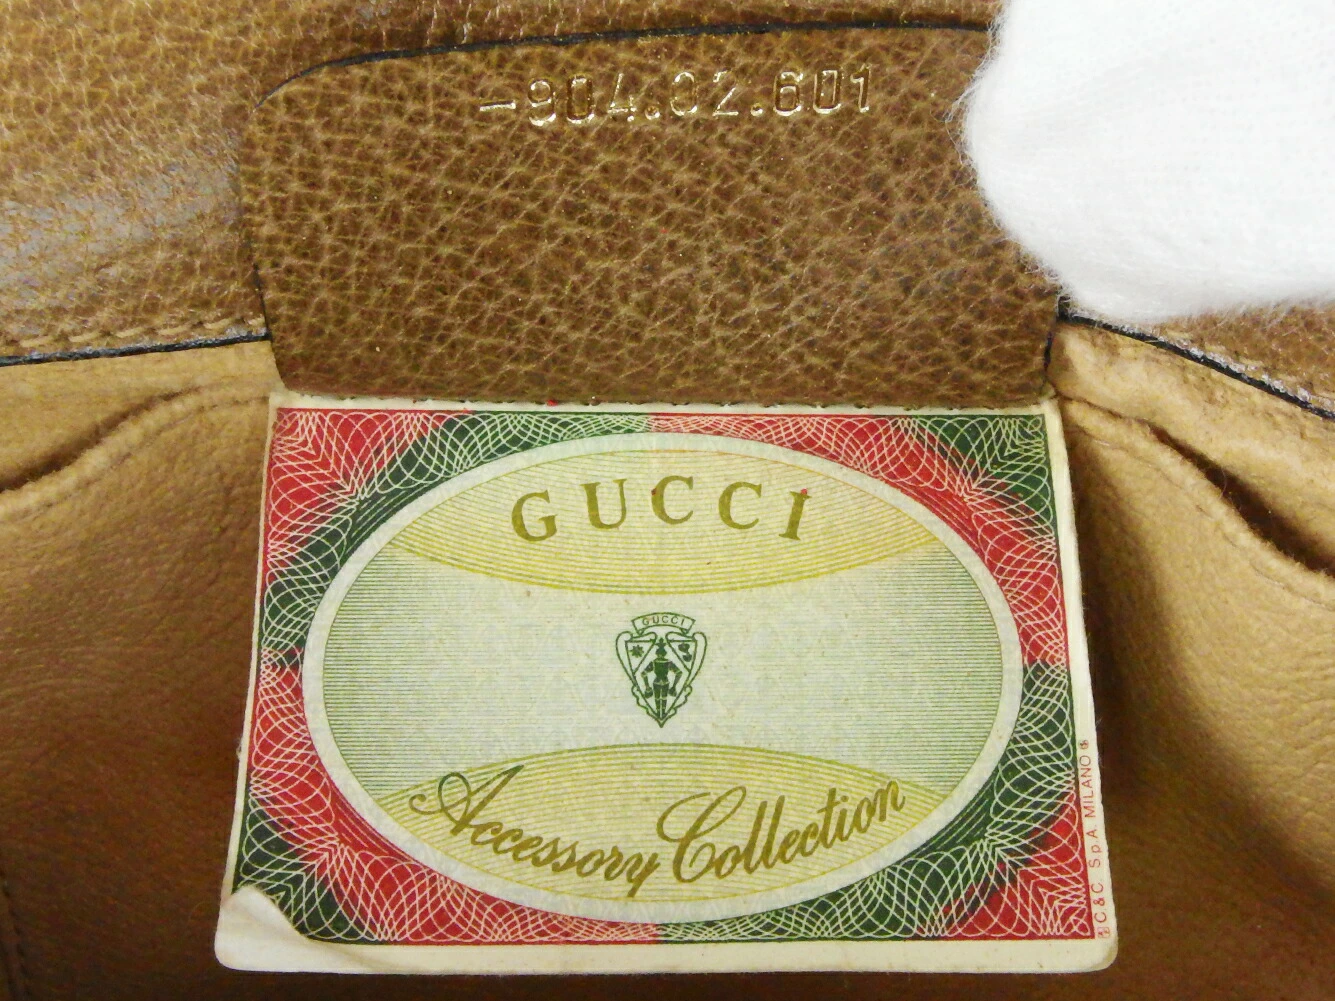 -904.02.601
GUCCI
GUCCI
Accessory Collection
C & C S.p.A. MILANO